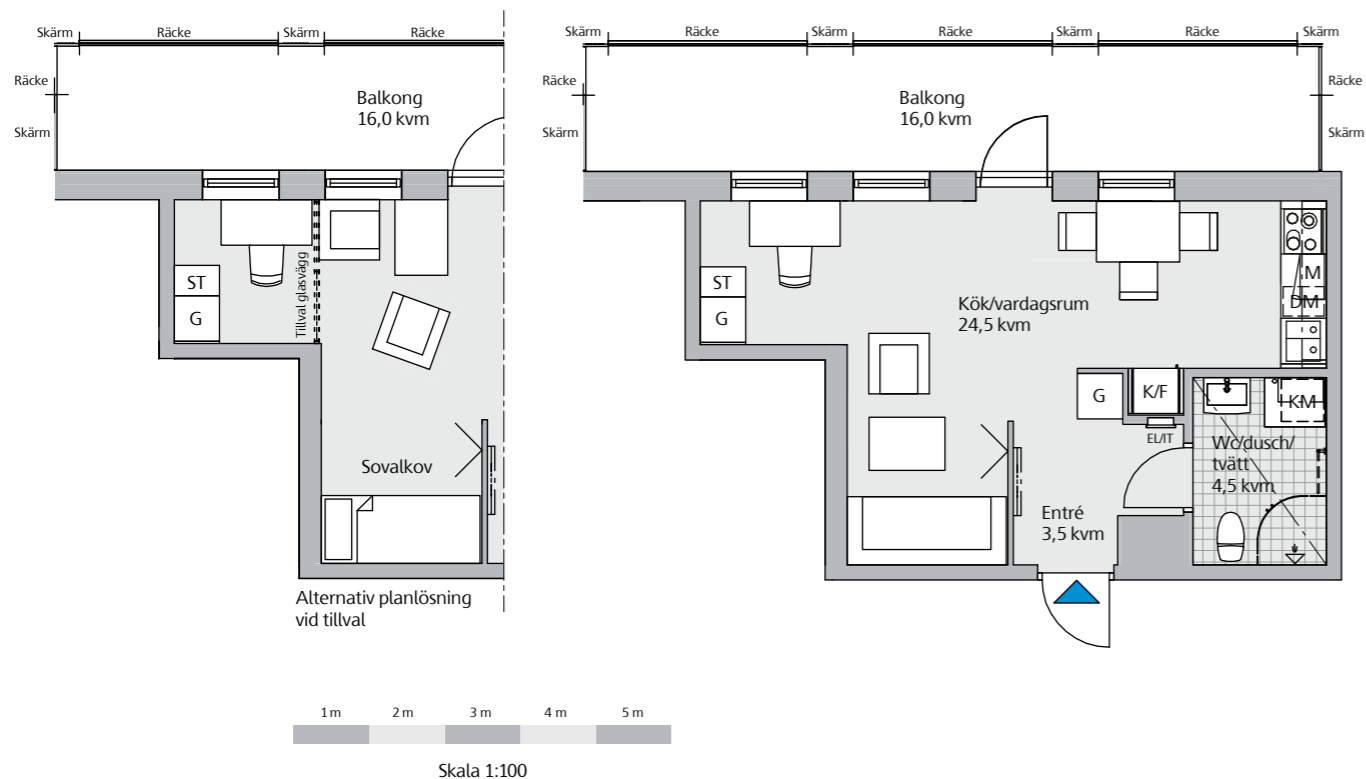 Skärm
Räcke
Skärm
Räcke
Räcke
Skärm
Balkong
16,0 kvm
ST
G
Tillval glasvägg
Sovalkov
Alternativ planlösning
vid tillval
Skärm
Räcke
Skärm
Räcke
Skärm
Räcke
Skärm
Räcke
Skärm
Räcke
Skärm
Balkong
16,0 kvm
ST
G
Kök/vardagsrum
24,5 kvm
M
DM
G
K/F
EL/IT
KM
Wc/dusch/
tvätt
4,5 kvm
Entré
3,5 kvm
1 m
2 m
3 m
4 m
5 m
Skala 1:100